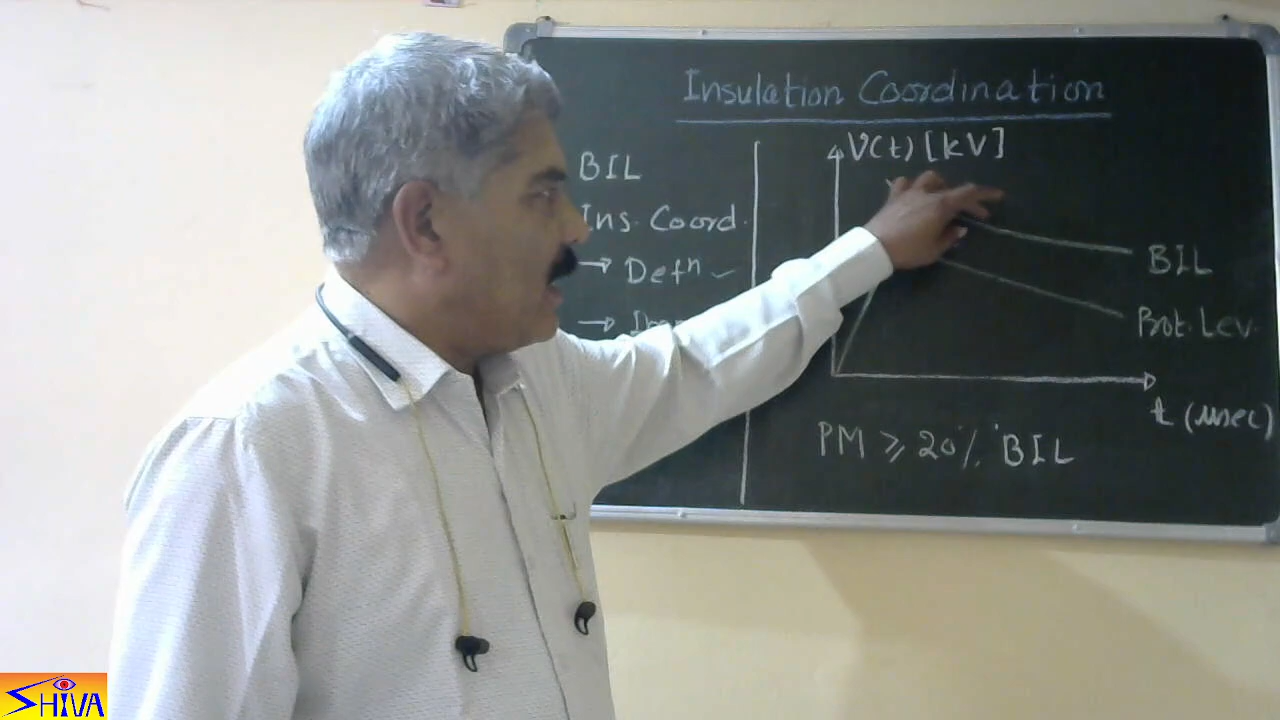 Insulation Coordination
BIL
Ins. Coord.
→ Defⁿ ✓
→
V(t) [kV]
BIL
Prot. Lev.
t (μsec)
PM ⩾ 20% BIL
SHIVA